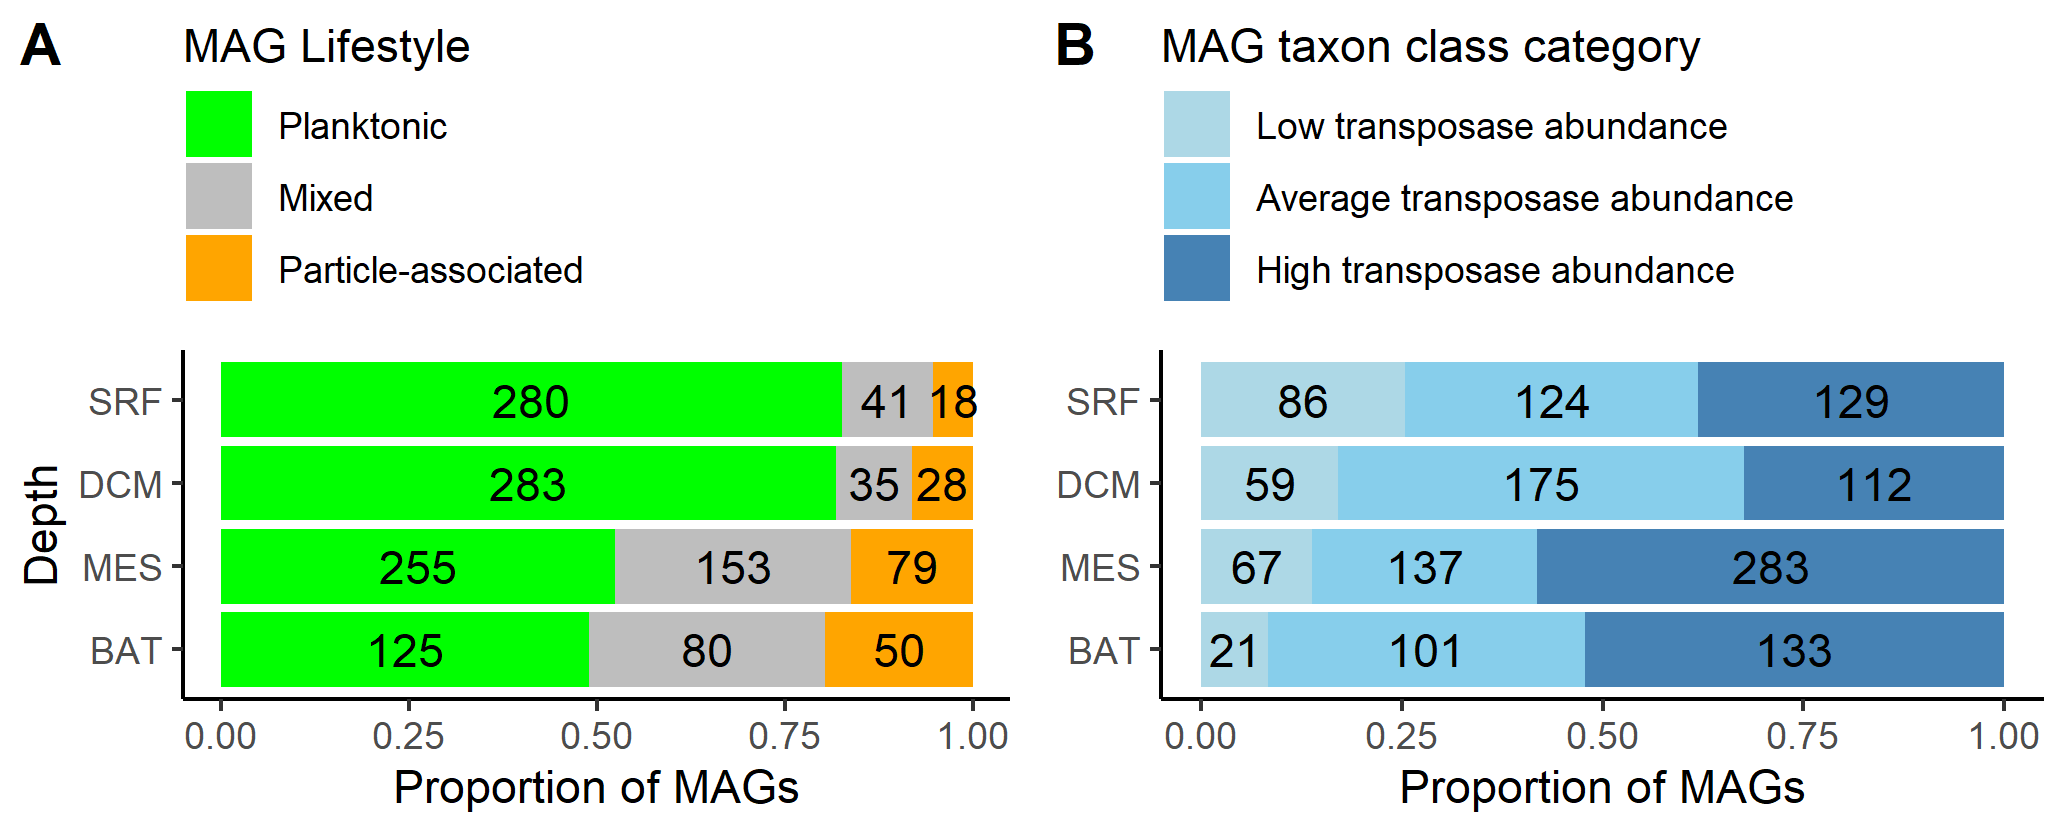 A
MAG Lifestyle
Planktonic
Mixed
Particle-associated
Depth
SRF 280 41 18
DCM 283 35 28
MES 255 153 79
BAT 125 80 50
0.00 0.25 0.50 0.75 1.00
Proportion of MAGs
B
MAG taxon class category
Low transposase abundance
Average transposase abundance
High transposase abundance
SRF 86 124 129
DCM 59 175 112
MES 67 137 283
BAT 21 101 133
0.00 0.25 0.50 0.75 1.00
Proportion of MAGs